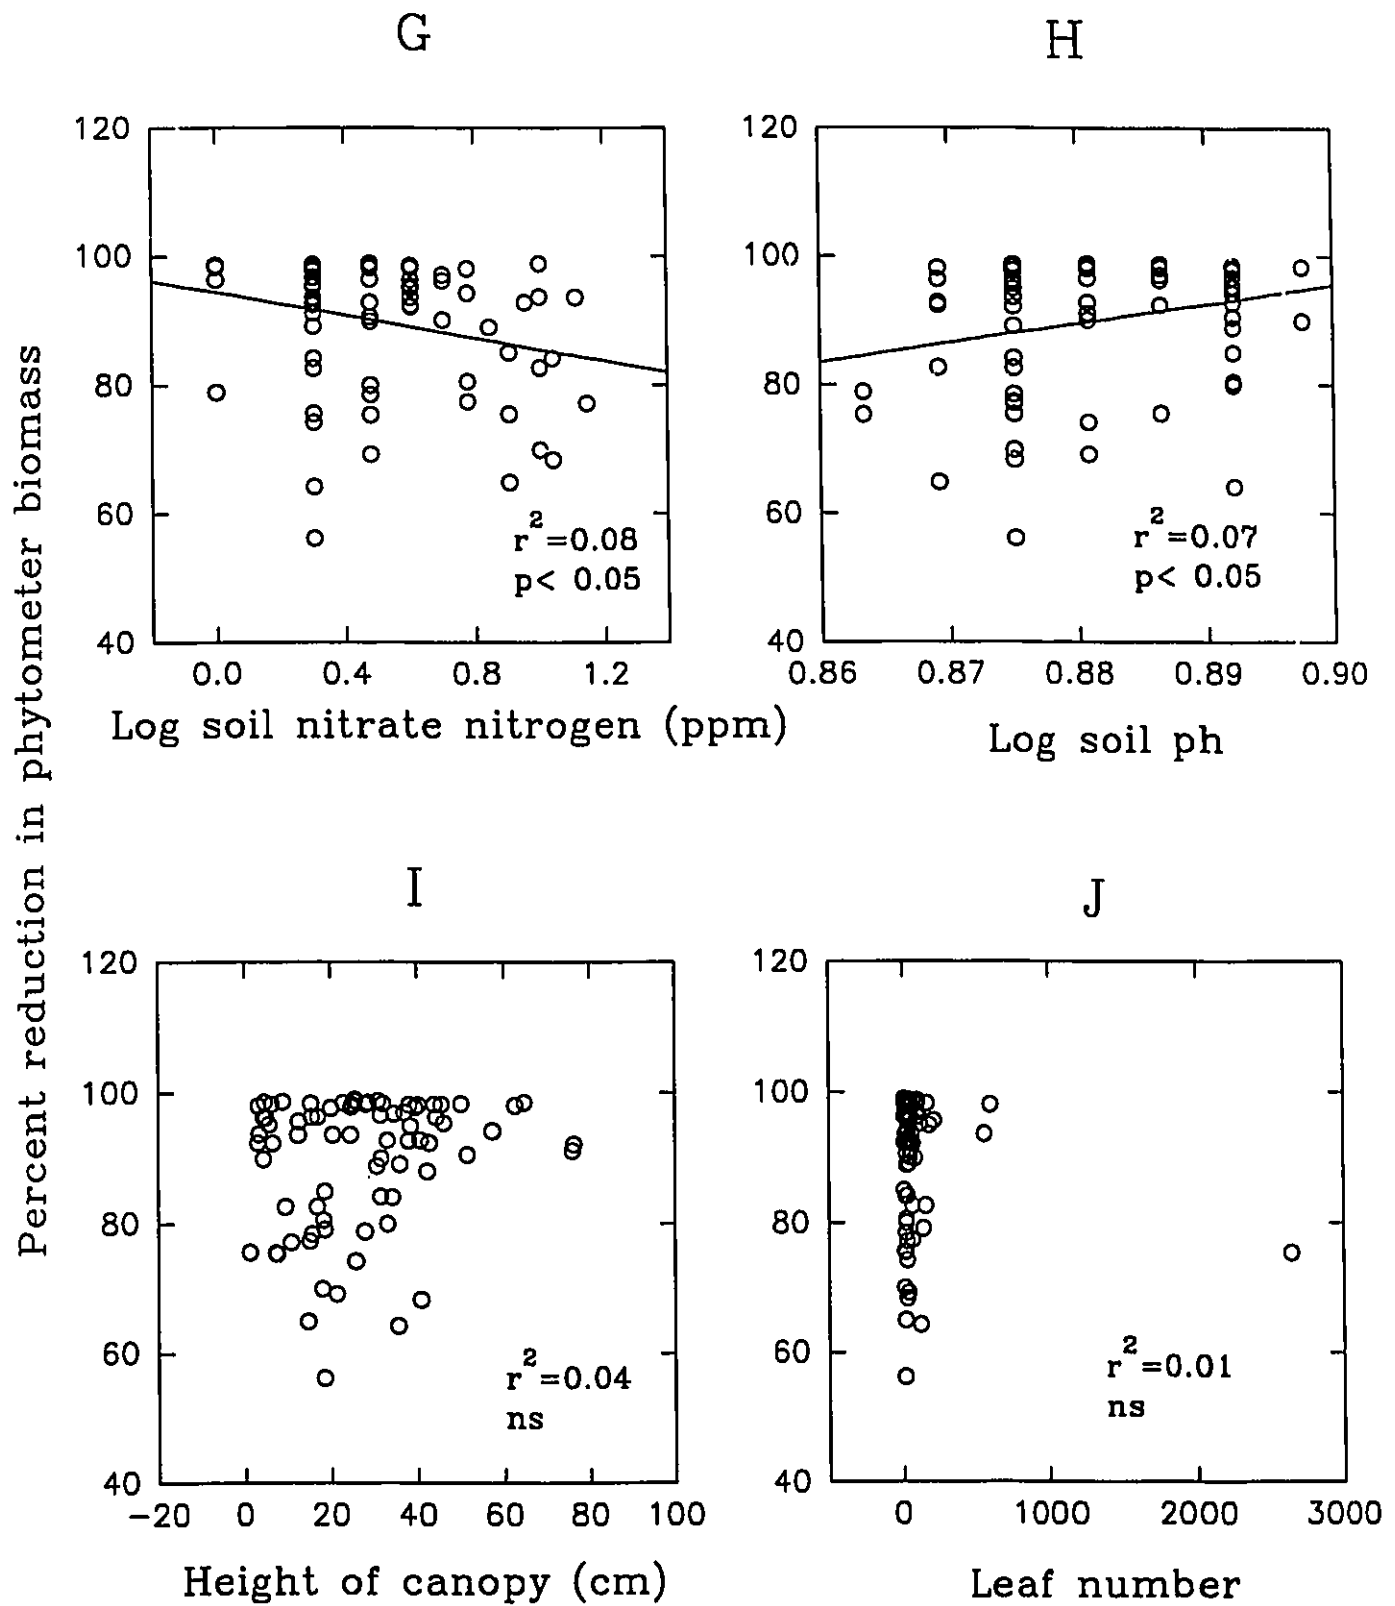 G
120
100
80
60
40
r²=0.08
p< 0.05
0.0 0.4 0.8 1.2
Log soil nitrate nitrogen (ppm)
H
120
100
80
60
40
r²=0.07
p< 0.05
0.86 0.87 0.88 0.89 0.90
Log soil ph
Percent reduction in phytometer biomass
I
120
100
80
60
40
r²=0.04
ns
-20 0 20 40 60 80 100
Height of canopy (cm)
J
120
100
80
60
40
r²=0.01
ns
0 1000 2000 3000
Leaf number